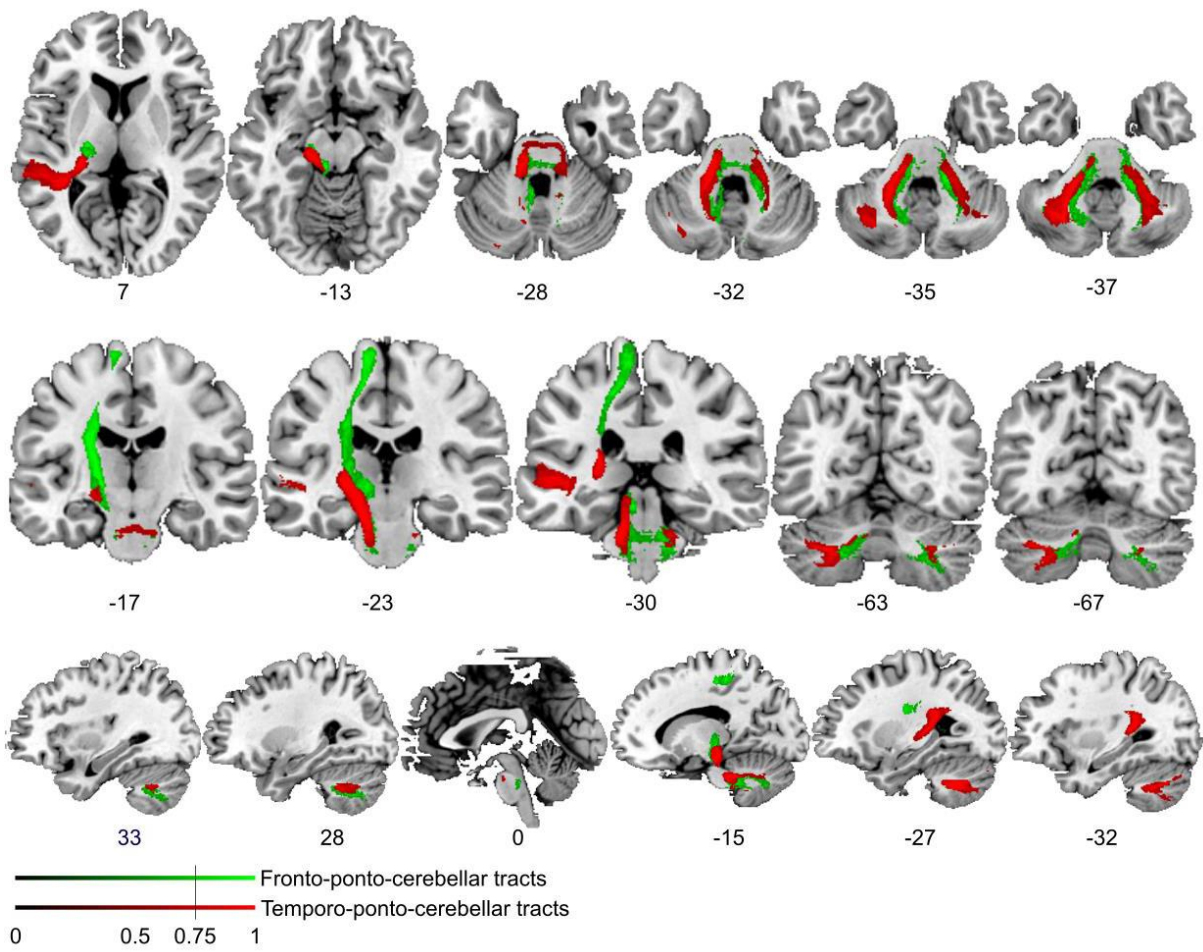 7 -13 -28 -32 -35 -37
-17 -23 -30 -63 -67
33 28 0 -15 -27 -32
Fronto-ponto-cerebellar tracts
Temporo-ponto-cerebellar tracts
0 0.5 0.75 1